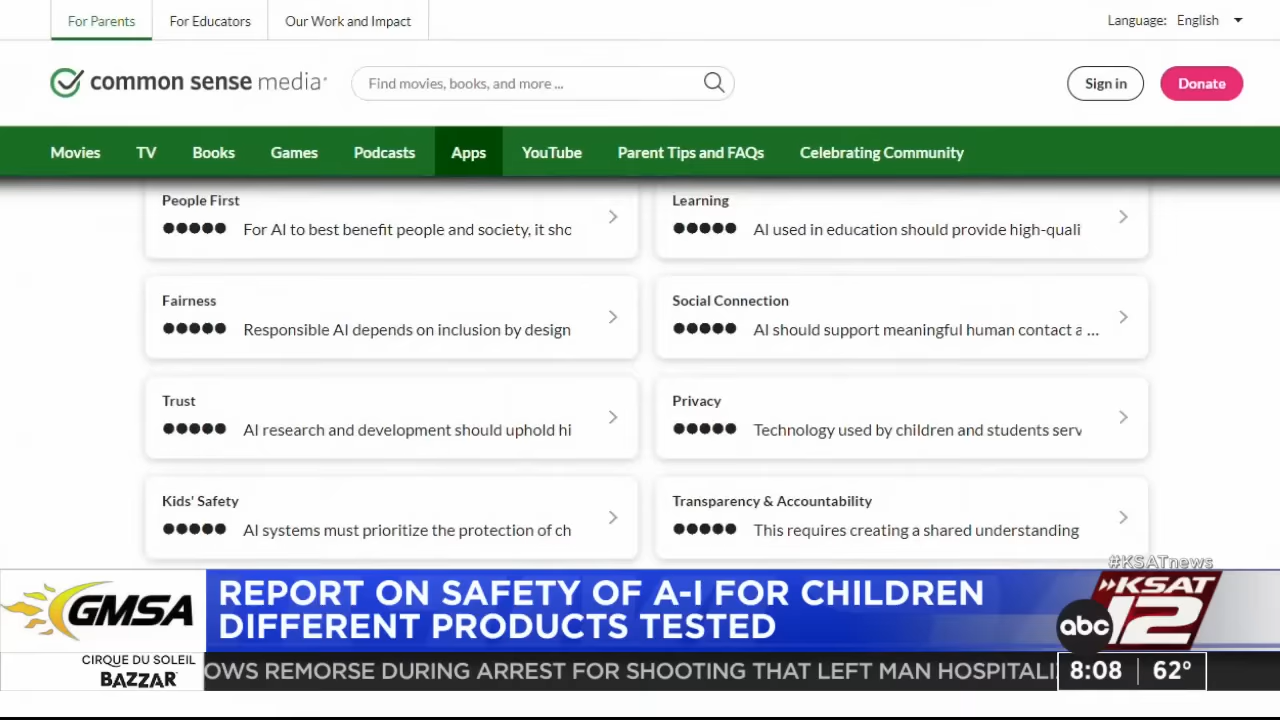 For Parents
For Educators
Our Work and Impact
Language: English
common sense media
Find movies, books, and more ...
Sign in
Donate
Movies
TV
Books
Games
Podcasts
Apps
YouTube
Parent Tips and FAQs
Celebrating Community
People First
For AI to best benefit people and society, it sho
Learning
AI used in education should provide high-quali
Fairness
Responsible AI depends on inclusion by design
Social Connection
AI should support meaningful human contact a ...
Trust
AI research and development should uphold hi
Privacy
Technology used by children and students serv
Kids' Safety
AI systems must prioritize the protection of ch
Transparency & Accountability
This requires creating a shared understanding
#KSATnews
GMSA
REPORT ON SAFETY OF A-I FOR CHILDREN
DIFFERENT PRODUCTS TESTED
KSAT
abc 12
CIRQUE DU SOLEIL
BAZZAR
OWS REMORSE DURING ARREST FOR SHOOTING THAT LEFT MAN HOSPITALI
8:08
62°